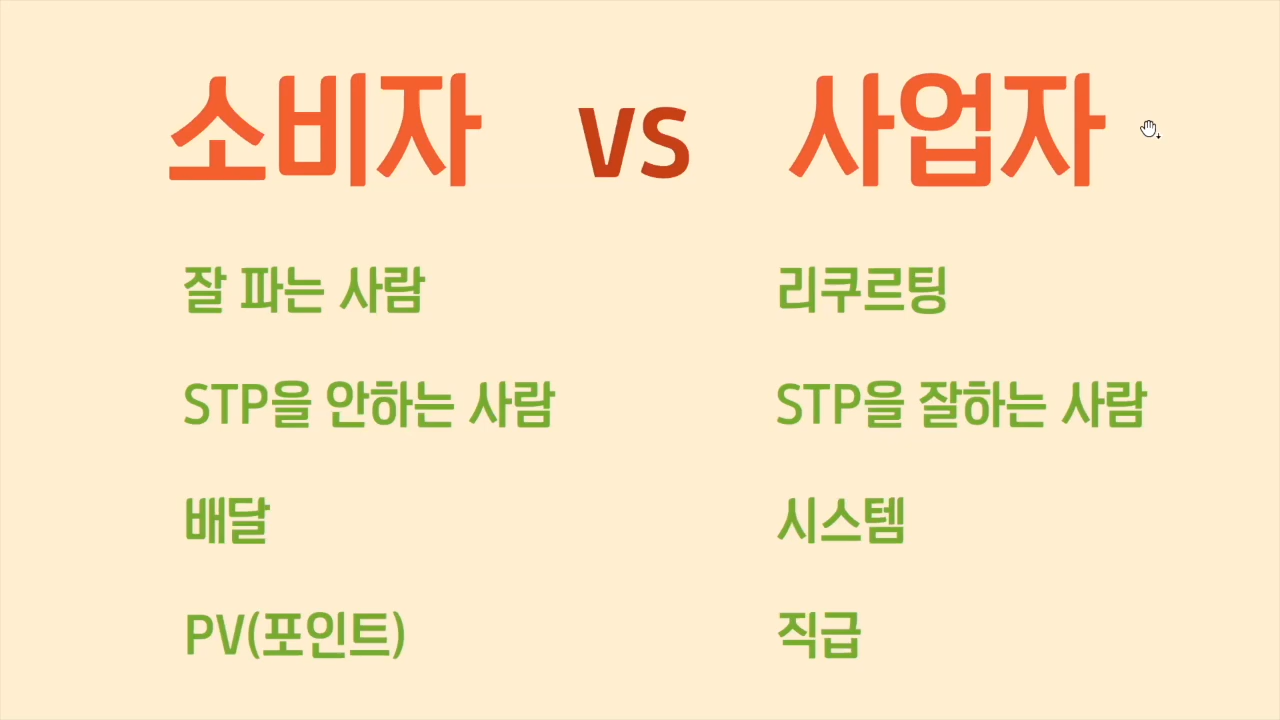 소비자 vs 사업자
잘 파는 사람 리쿠르팅
STP을 안하는 사람 STP을 잘하는 사람
배달 시스템
PV(포인트) 직급